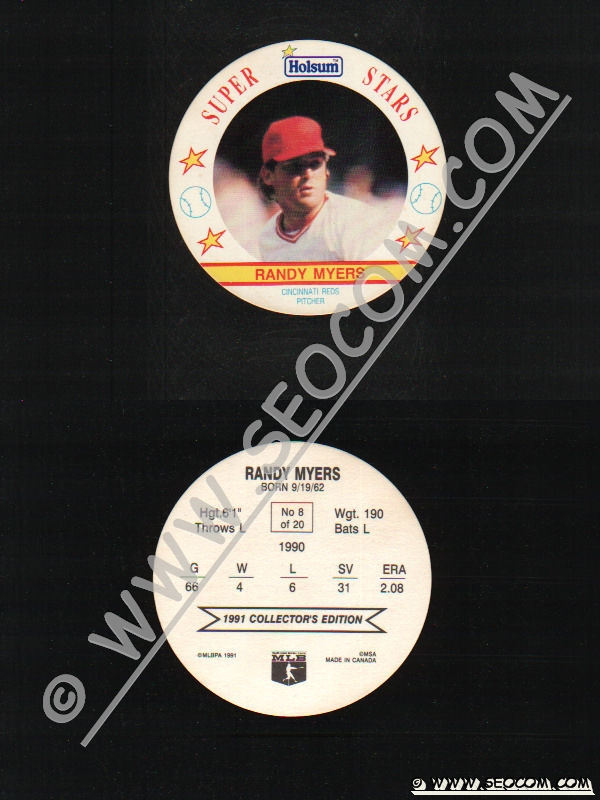 Holsum™
SUPER STARS
RANDY MYERS
CINCINNATI REDS
PITCHER
RANDY MYERS
BORN 9/19/62
Hgt.6'1" No 8 Wgt. 190
Throws L of 20 Bats L
1990
G W L SV ERA
66 4 6 31 2.08
1991 COLLECTOR'S EDITION
©MLBPA 1991 MLB ©MSA
MADE IN CANADA
© WWW.SEOCOM.COM
© WWW.SEOCOM.COM